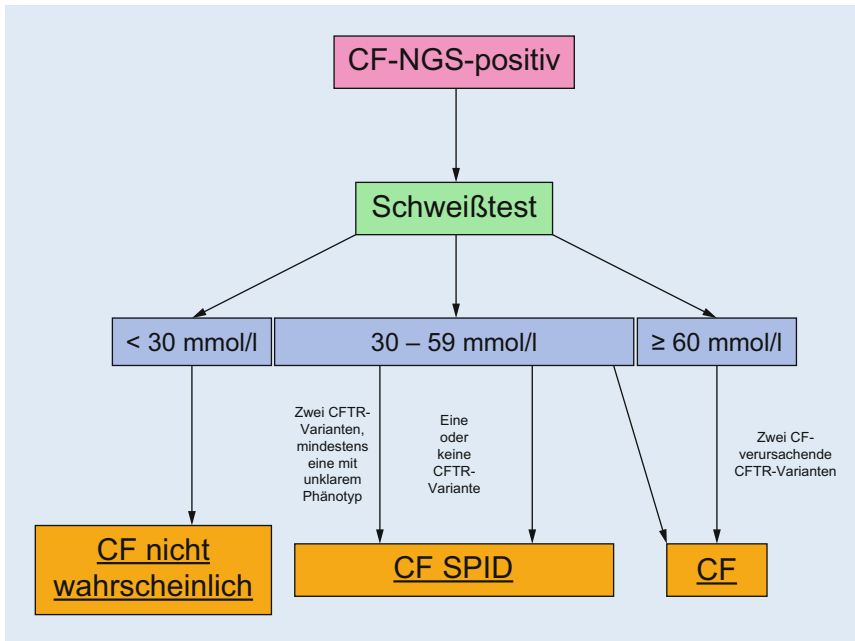 CF-NGS-positiv
Schweißtest
< 30 mmol/l
30 – 59 mmol/l
≥ 60 mmol/l
Zwei CFTR-
Varianten,
mindestens
eine mit
unklarem
Phänotyp
Eine
oder
keine
CFTR-
Variante
Zwei CF-
verursachende
CFTR-Varianten
CF nicht
wahrscheinlich
CF SPID
CF